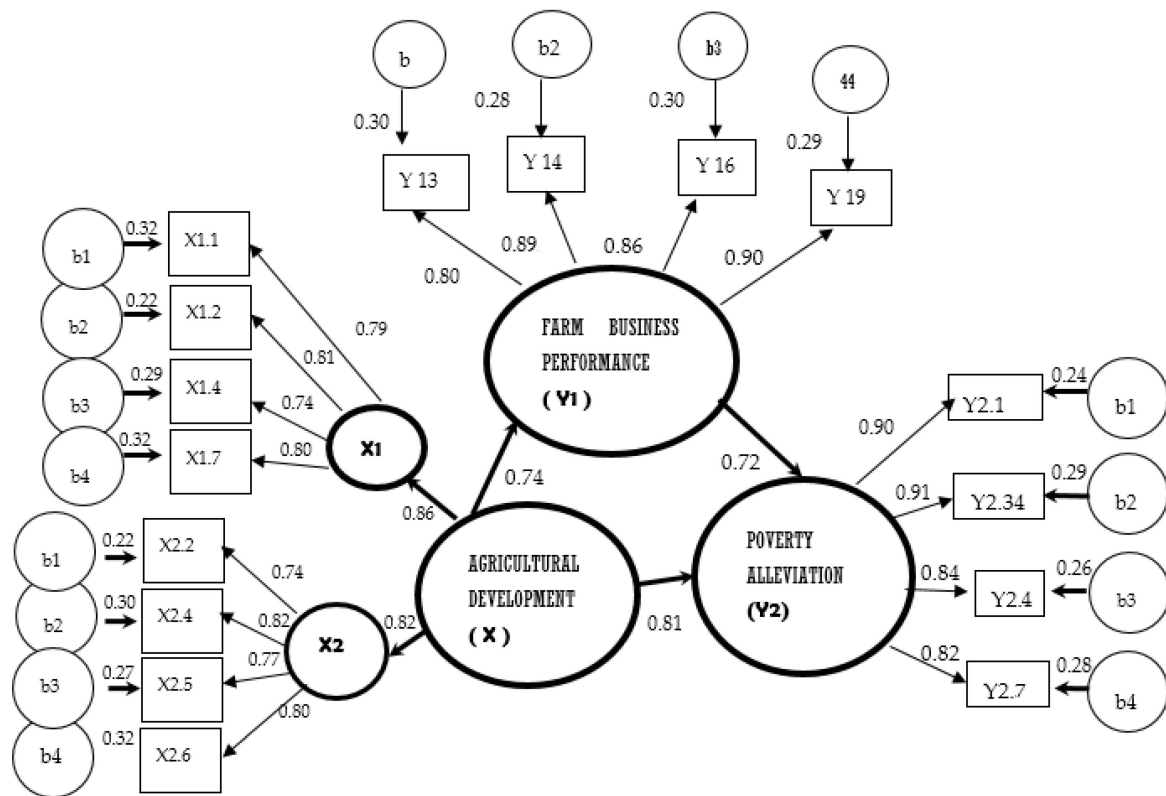 b
b2
b3
44
0.30
0.28
0.30
0.29
Y 13
Y 14
Y 16
Y 19
0.80
0.89
0.86
0.90
FARM BUSINESS
PERFORMANCE
( Y1)
b1
0.32
X1.1
0.79
b2
0.22
X1.2
0.81
b3
0.29
X1.4
0.74
b4
0.32
X1.7
0.80
X1
0.86
0.74
0.72
b1
0.22
X2.2
0.74
b2
0.30
X2.4
0.82
b3
0.27
X2.5
0.77
b4
0.32
X2.6
0.80
X2
0.82
AGRICULTURAL
DEVELOPMENT
( X )
0.81
POVERTY
ALLEVIATION
(Y2)
0.90
Y2.1
0.24
b1
0.91
Y2.34
0.29
b2
0.84
Y2.4
0.26
b3
0.82
Y2.7
0.28
b4